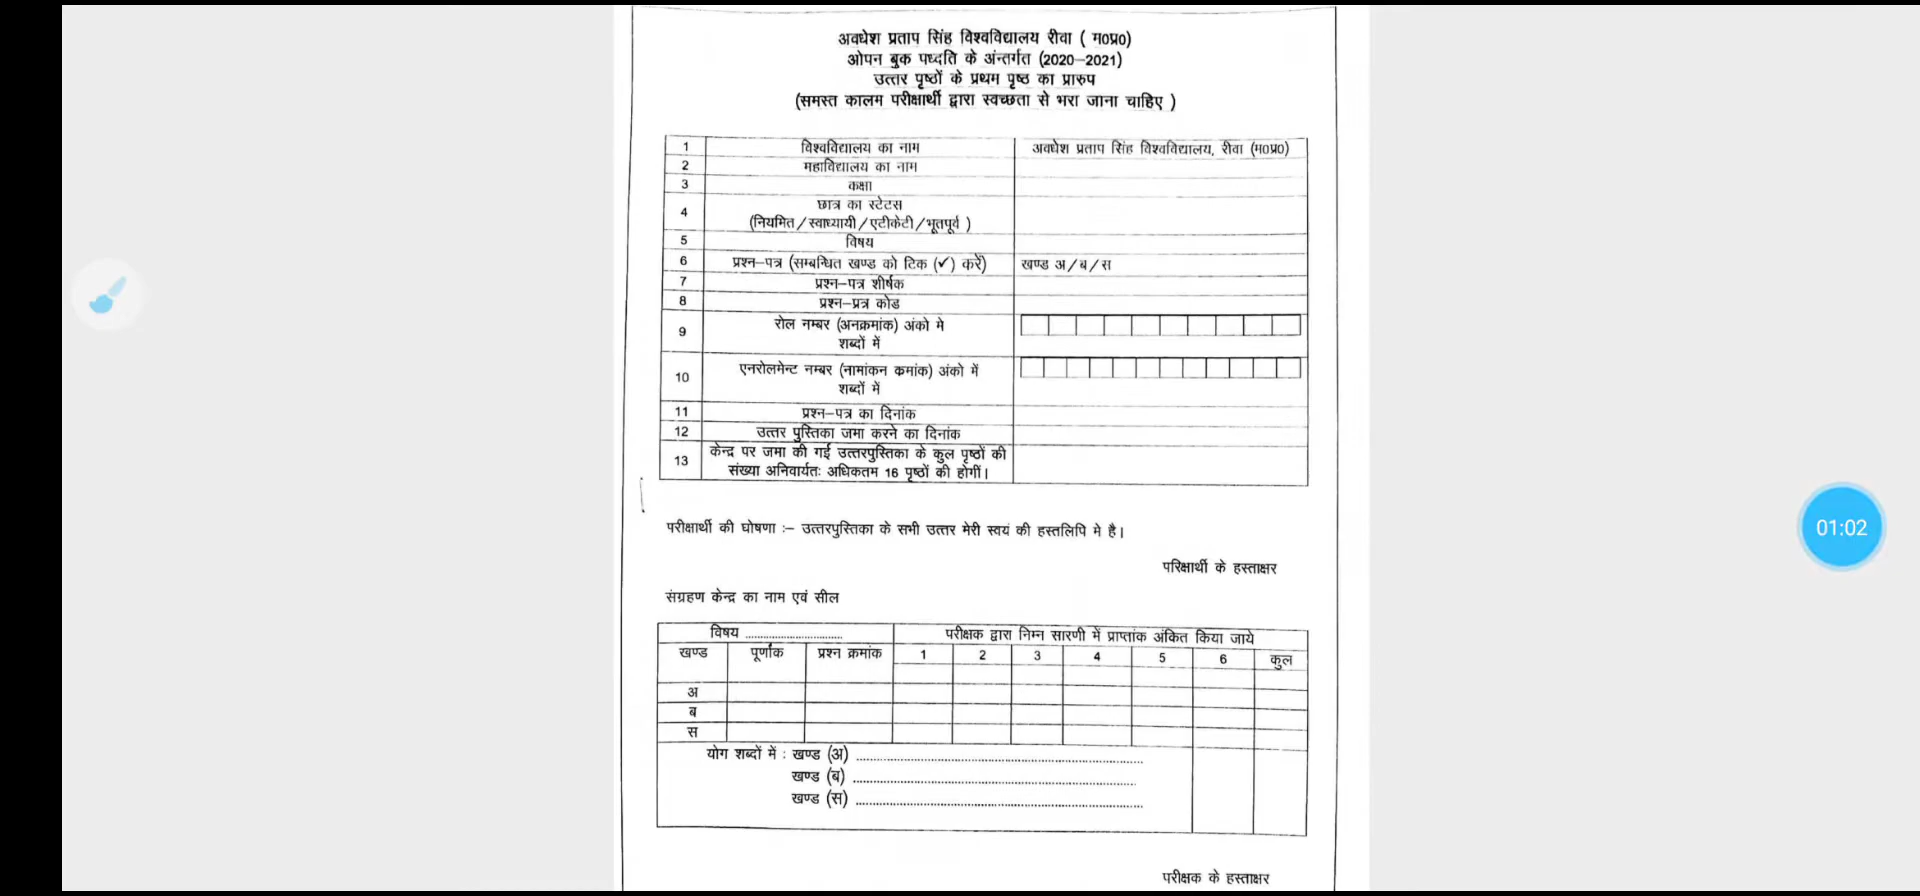 अवधेश प्रताप सिंह विश्वविद्यालय रीवा ( म0प्र0)
ओपन बुक पध्दति के अंन्तर्गत (2020–2021)
उत्तर पृष्ठों के प्रथम पृष्ठ का प्रारुप
(समस्त कालम परीक्षार्थी द्वारा स्वच्छता से भरा जाना चाहिए )
1 विश्वविद्यालय का नाम अवधेश प्रताप सिंह विश्वविद्यालय, रीवा (म0प्र0)
2 महाविद्यालय का नाम
3 कक्षा
4 छात्र का स्टेटस
(नियमित/स्वाध्यायी/एटीकेटी/भूतपूर्व )
5 विषय
6 प्रश्न–पत्र (सम्बन्धित खण्ड को टिक (✓) करें) खण्ड अ/ब/स
7 प्रश्न–पत्र शीर्षक
8 प्रश्न–प्रत्र कोड
9 रोल नम्बर (अनक्रमांक) अंको मे
शब्दों में
10 एनरोलमेन्ट नम्बर (नामांकन क्रमांक) अंको में
शब्दों में
11 प्रश्न–पत्र का दिनांक
12 उत्तर पुस्तिका जमा करने का दिनांक
13 केन्द्र पर जमा की गई उत्तरपुस्तिका के कुल पृष्ठों की
संख्या अनिवार्यतः अधिकतम 16 पृष्ठों की होगीं।
परीक्षार्थी की घोषणा :– उत्तरपुस्तिका के सभी उत्तर मेरी स्वयं की हस्तलिपि मे है।
01:02
परिक्षार्थी के हस्ताक्षर
संग्रहण केन्द्र का नाम एवं सील
विषय ................................ परीक्षक द्वारा निम्न सारणी में प्राप्तांक अंकित किया जाये
खण्ड पूर्णांक प्रश्न क्रमांक 1 2 3 4 5 6 कुल
अ
ब
स
योग शब्दों में : खण्ड (अ) ................................................................................
खण्ड (ब) ................................................................................
खण्ड (स) ................................................................................
परीक्षक के हस्ताक्षर